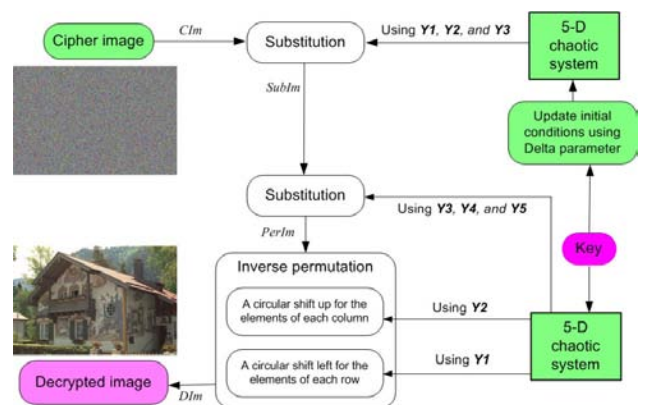 Cipher image
CIm
Substitution
Using Y1, Y2, and Y3
5-D
chaotic
system
SubIm
Update initial
conditions using
Delta parameter
Substitution
Using Y3, Y4, and Y5
PerIm
Key
Inverse permutation
A circular shift up for the
elements of each column
Using Y2
5-D
chaotic
system
A circular shift left for the
elements of each row
Using Y1
Decrypted image
DIm